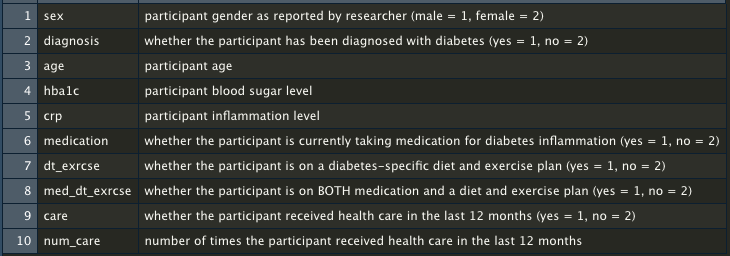 1 sex participant gender as reported by researcher (male = 1, female = 2)
2 diagnosis whether the participant has been diagnosed with diabetes (yes = 1, no = 2)
3 age participant age
4 hba1c participant blood sugar level
5 crp participant inflammation level
6 medication whether the participant is currently taking medication for diabetes inflammation (yes = 1, no = 2)
7 dt_exrcse whether the participant is on a diabetes-specific diet and exercise plan (yes = 1, no = 2)
8 med_dt_exrcse whether the participant is on BOTH medication and a diet and exercise plan (yes = 1, no = 2)
9 care whether the participant received health care in the last 12 months (yes = 1, no = 2)
10 num_care number of times the participant received health care in the last 12 months